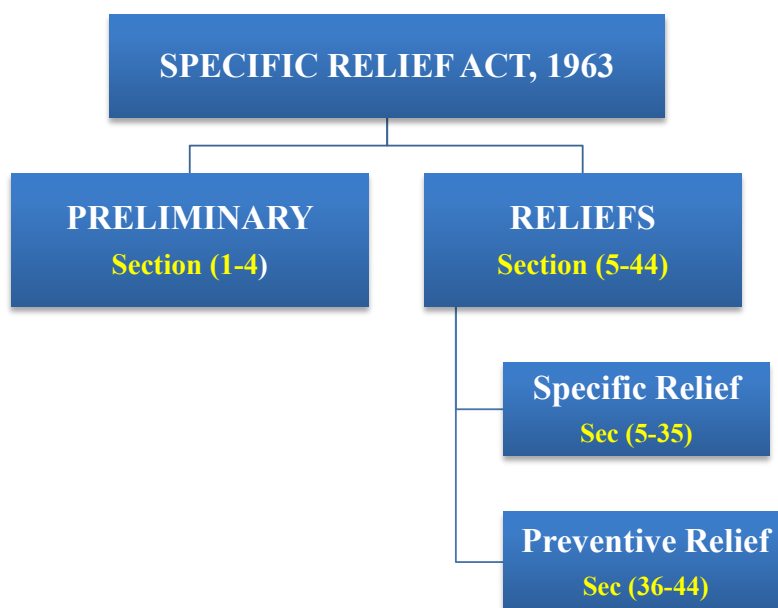 SPECIFIC RELIEF ACT, 1963
PRELIMINARY
Section (1-4)
RELIEFS
Section (5-44)
Specific Relief
Sec (5-35)
Preventive Relief
Sec (36-44)